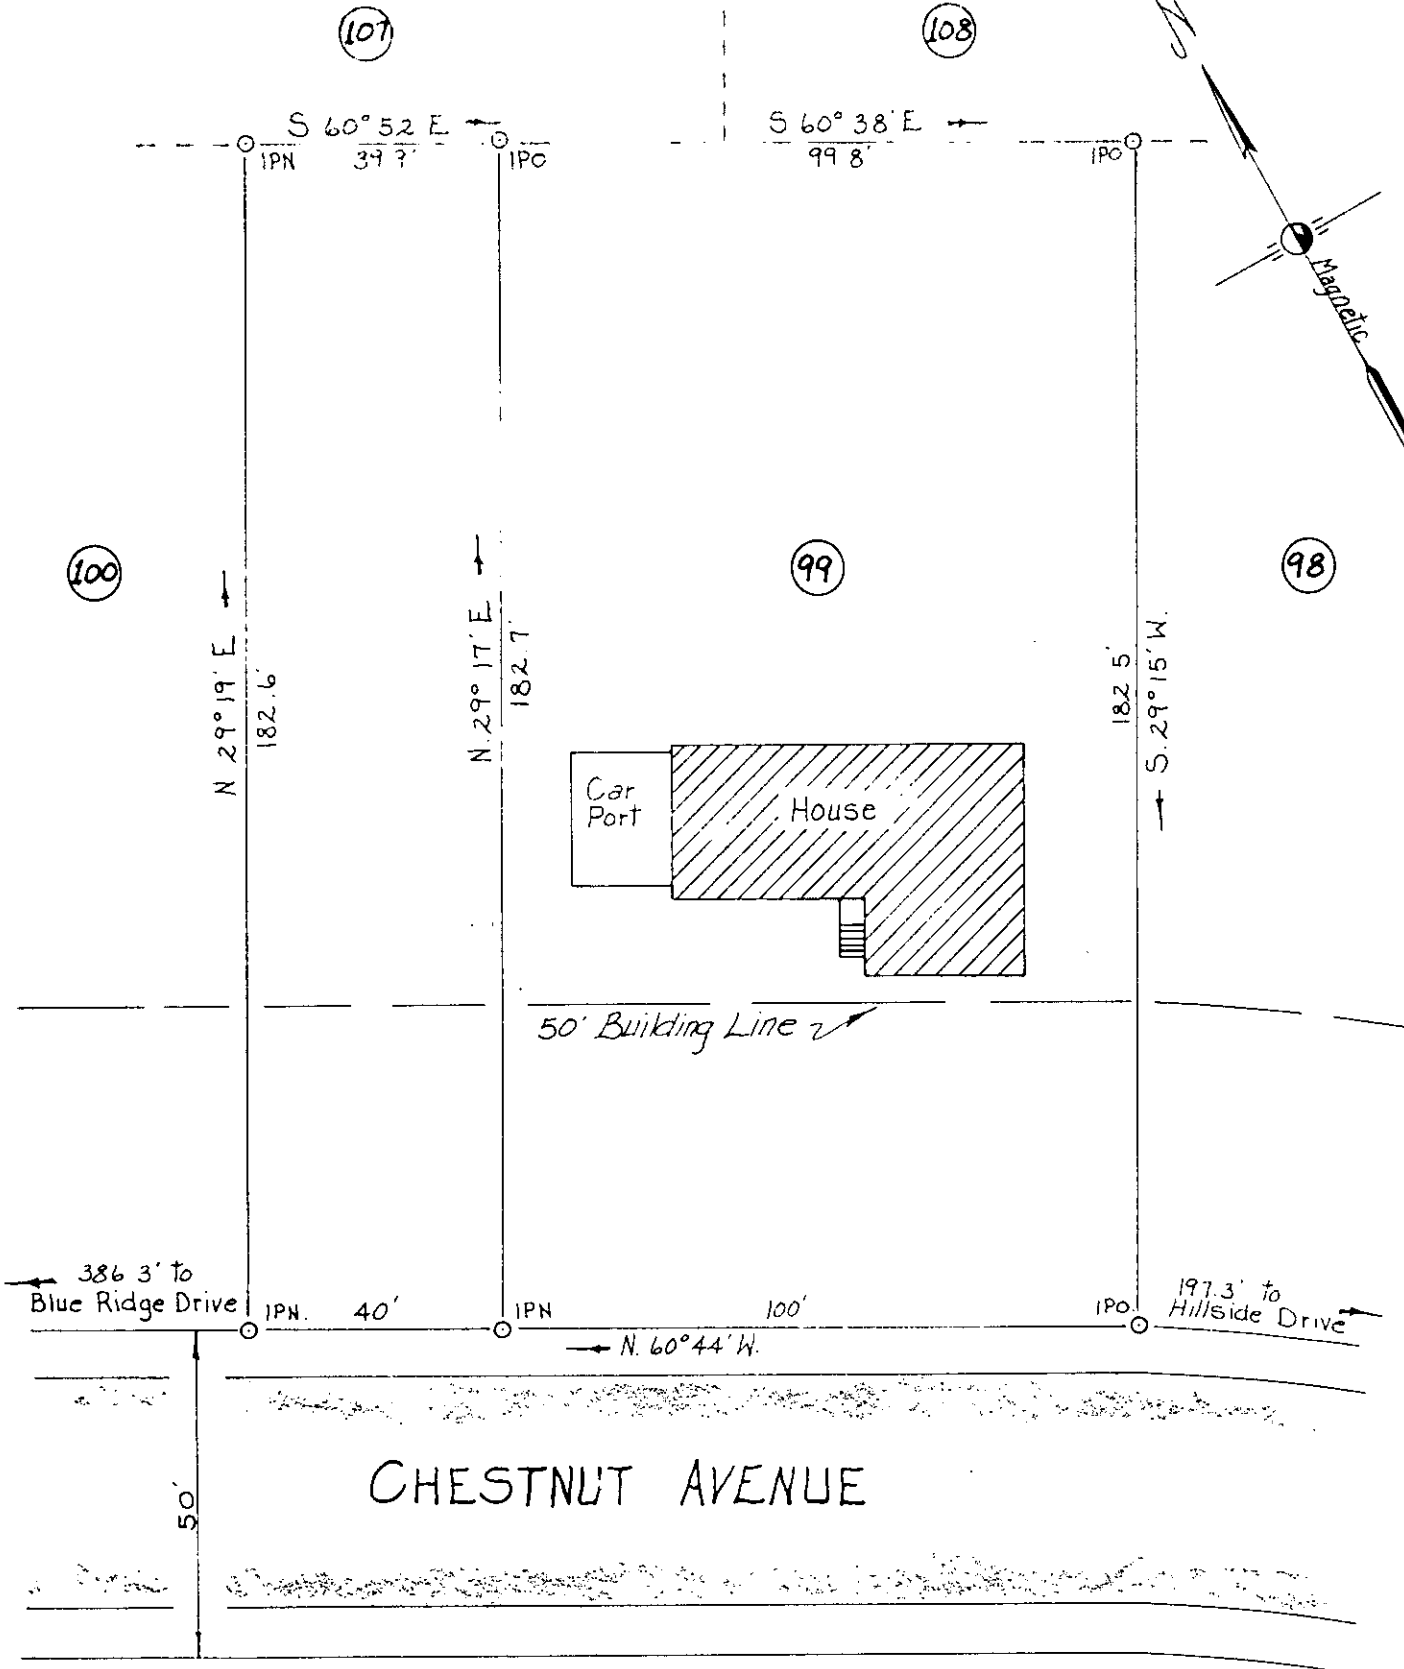 107
108
N
S 60° 52 E
39 ?'
S 60° 38' E
99 8'
IPN
IPO
IPO
Magnetic
100
99
98
N 29° 19' E
182.6'
N. 29° 17' E
182.7'
182 5'
S. 29° 15' W.
Car
Port
House
50' Building Line
386 3' to
Blue Ridge Drive
IPN.
40'
IPN
100'
IPO.
197.3' to
Hillside Drive
N. 60° 44' W.
50'
CHESTNUT AVENUE